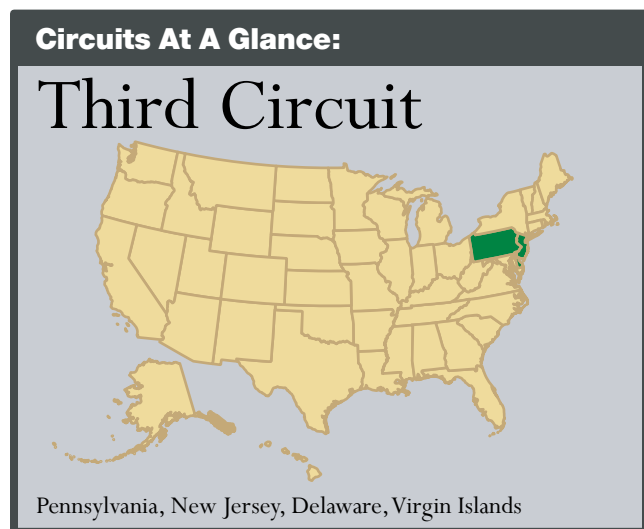 Circuits At A Glance:
Third Circuit
Pennsylvania, New Jersey, Delaware, Virgin Islands